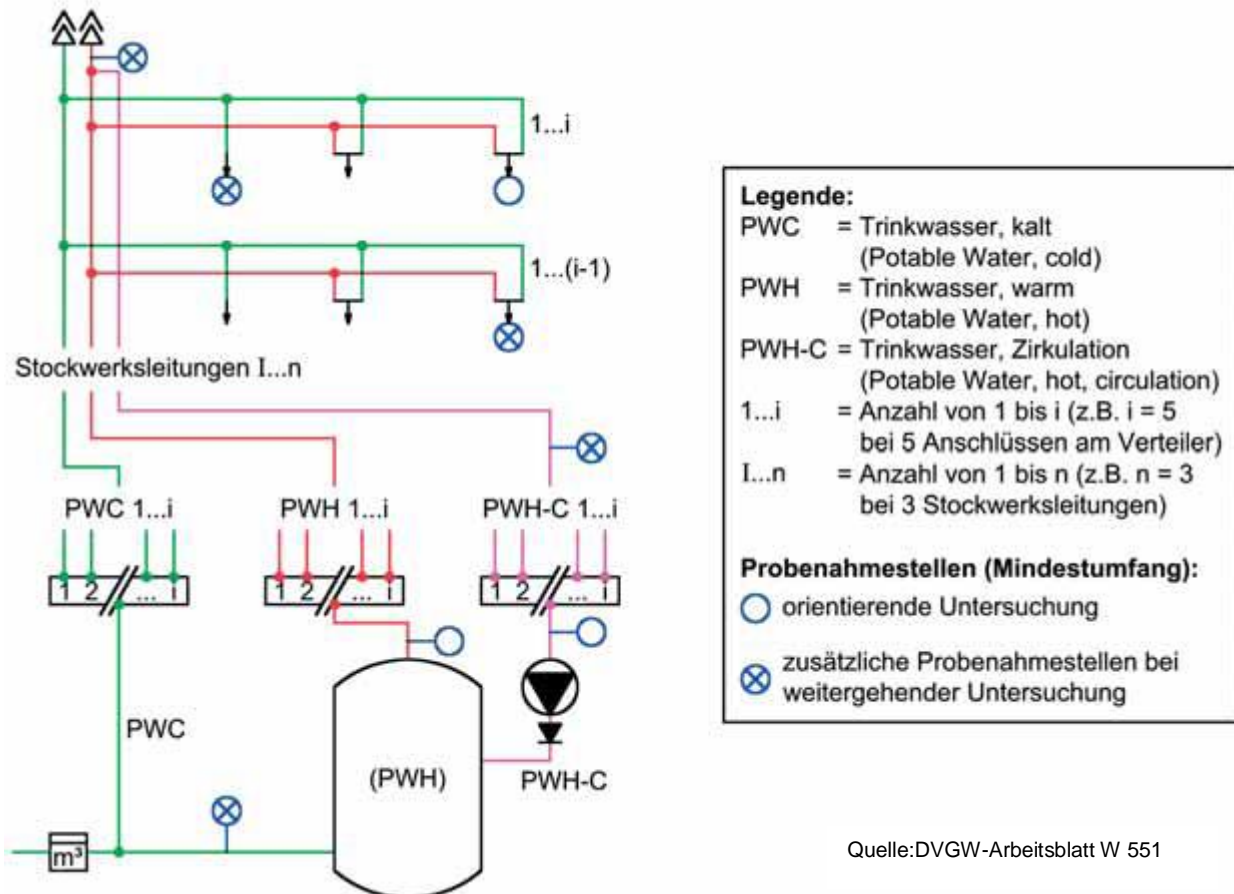 1...i
1...(i-1)
Stockwerksleitungen I...n
PWC 1...i
PWH 1...i
PWH-C 1...i
1 2 ... i
1 2 ... i
1 2 ... i
PWC
(PWH)
PWH-C
m³
Legende:
PWC = Trinkwasser, kalt
(Potable Water, cold)
PWH = Trinkwasser, warm
(Potable Water, hot)
PWH-C = Trinkwasser, Zirkulation
(Potable Water, hot, circulation)
1...i = Anzahl von 1 bis i (z.B. i = 5
bei 5 Anschlüssen am Verteiler)
I...n = Anzahl von 1 bis n (z.B. n = 3
bei 3 Stockwerksleitungen)
Probenahmestellen (Mindestumfang):
orientierende Untersuchung
zusätzliche Probenahmestellen bei
weitergehender Untersuchung
Quelle:DVGW-Arbeitsblatt W 551